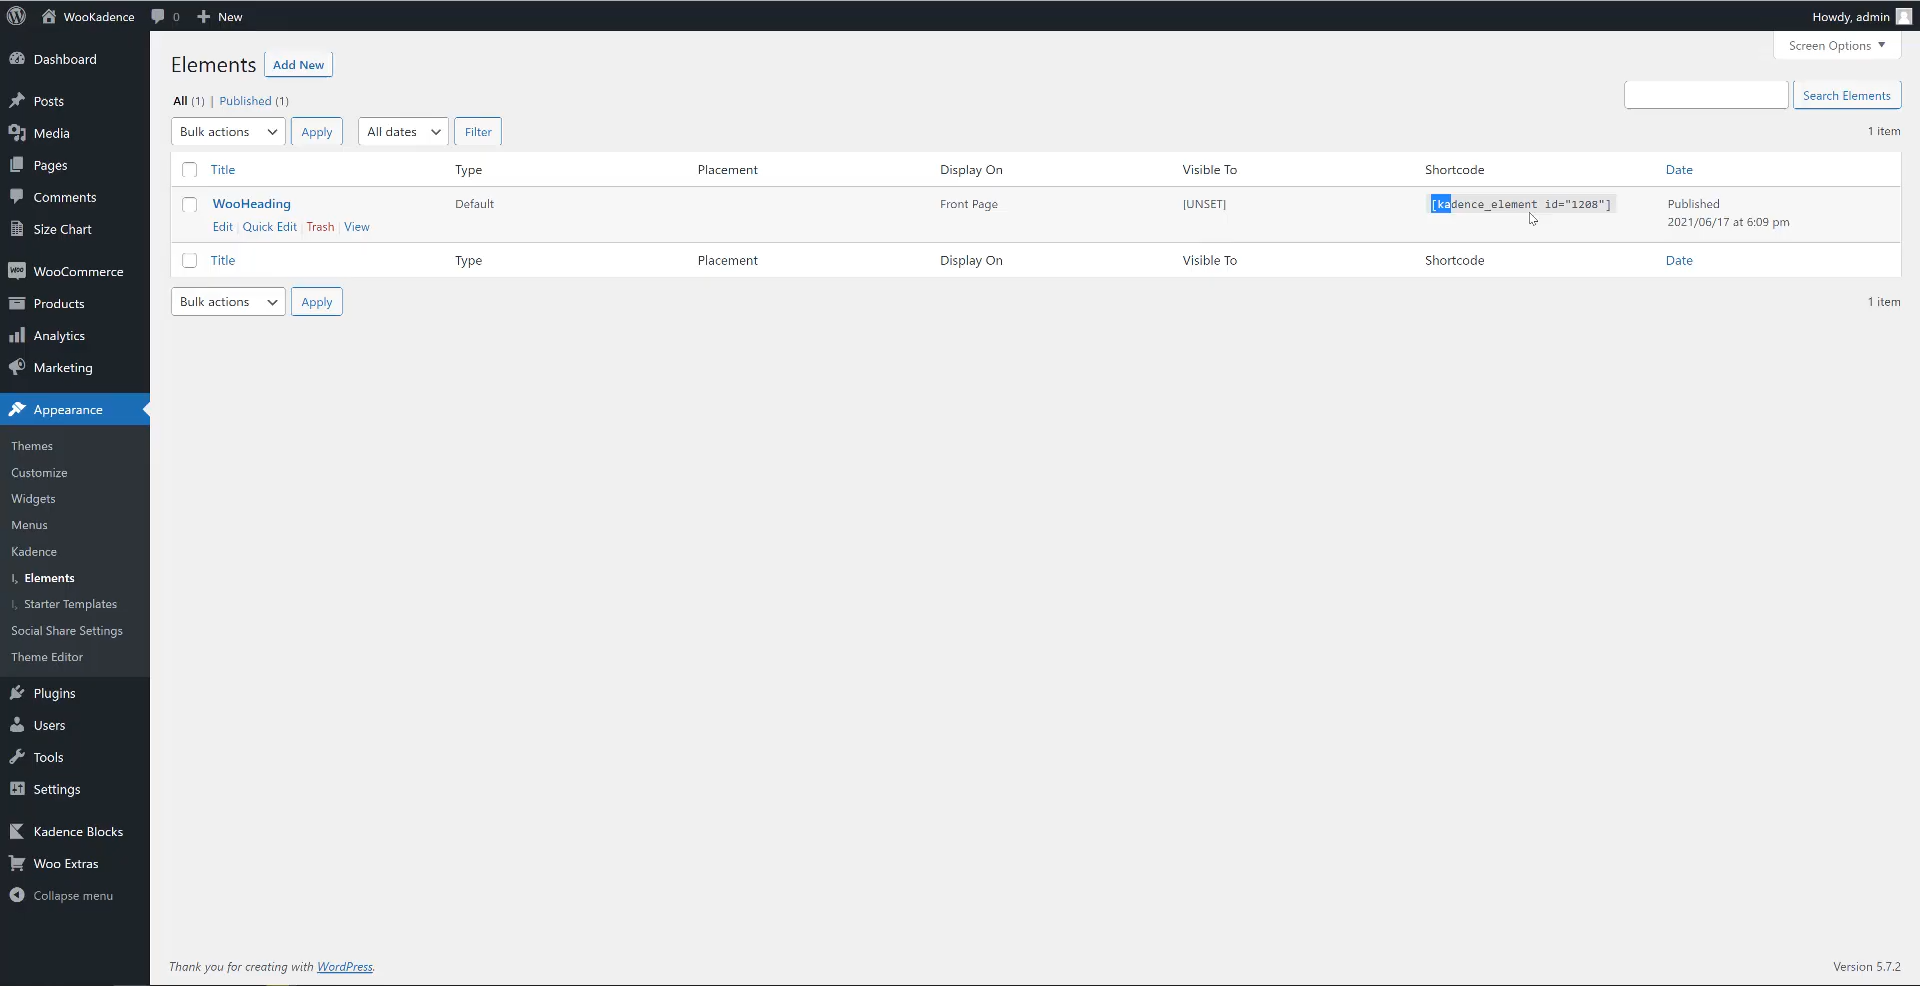 WooKadence 0 New Howdy, admin
Screen Options
Dashboard
Posts
Media
Pages
Comments
Size Chart
WooCommerce
Products
Analytics
Marketing
Appearance
Themes
Customize
Widgets
Menus
Kadence
Elements
Starter Templates
Social Share Settings
Theme Editor
Plugins
Users
Tools
Settings
Kadence Blocks
Woo Extras
Collapse menu
Elements Add New
All (1) | Published (1)
Search Elements
Bulk actions Apply All dates Filter 1 item
Title Type Placement Display On Visible To Shortcode Date
WooHeading Default Front Page [UNSET] [kadence_element id="1208"] Published
2021/06/17 at 6:09 pm
Edit | Quick Edit | Trash | View
Title Type Placement Display On Visible To Shortcode Date
Bulk actions Apply 1 item
Thank you for creating with WordPress. Version 5.7.2